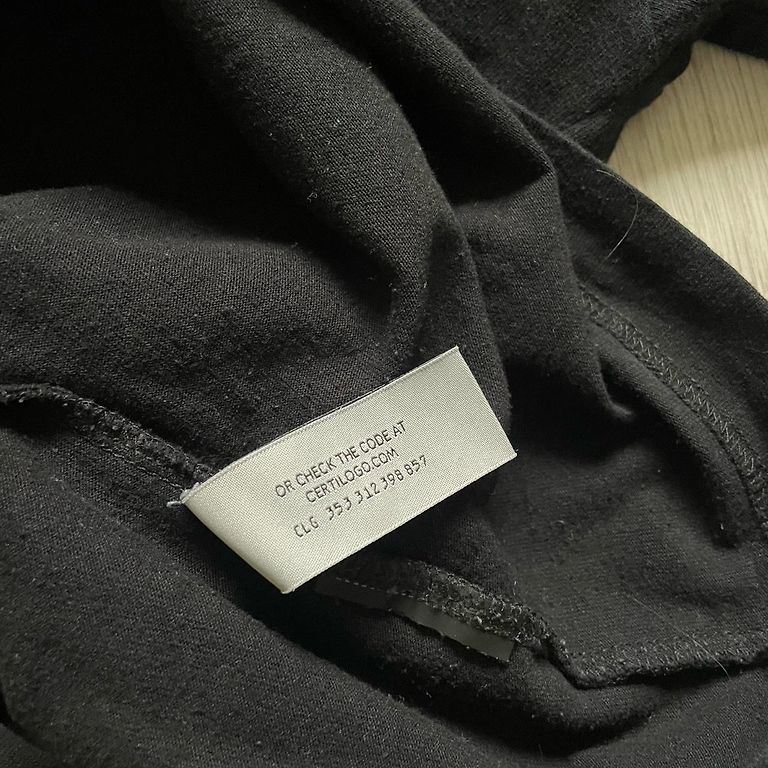 OR CHECK THE CODE AT
CERTILOGO.COM
CLG 353 312 398 857